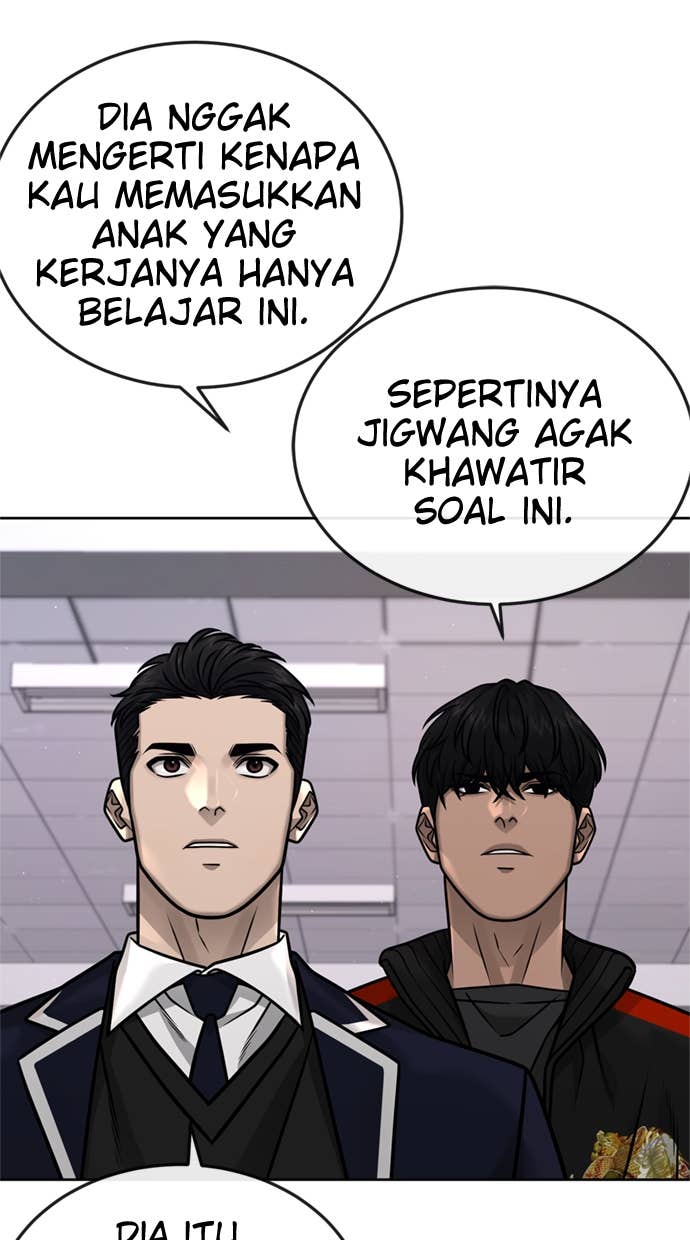 DIA NGGAK
MENGERTI KENAPA
KAU MEMASUKKAN
ANAK YANG
KERJANYA HANYA
BELAJAR INI.
SEPERTINYA
JIGWANG AGAK
KHAWATIR
SOAL INI.
DIA ITU